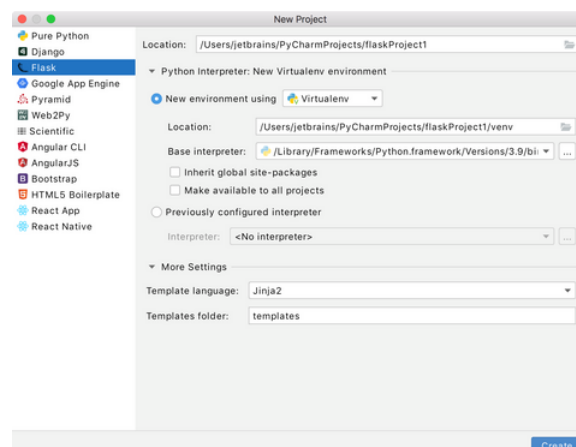 New Project
Pure Python
Django
Flask
Google App Engine
Pyramid
Web2Py
Scientific
Angular CLI
AngularJS
Bootstrap
HTML5 Boilerplate
React App
React Native
Location: /Users/jetbrains/PyCharmProjects/flaskProject1
Python Interpreter: New Virtualenv environment
New environment using Virtualenv
Location: /Users/jetbrains/PyCharmProjects/flaskProject1/venv
Base interpreter: /Library/Frameworks/Python.framework/Versions/3.9/bi
Inherit global site-packages
Make available to all projects
Previously configured interpreter
Interpreter: <No interpreter>
More Settings
Template language: Jinja2
Templates folder: templates
Create